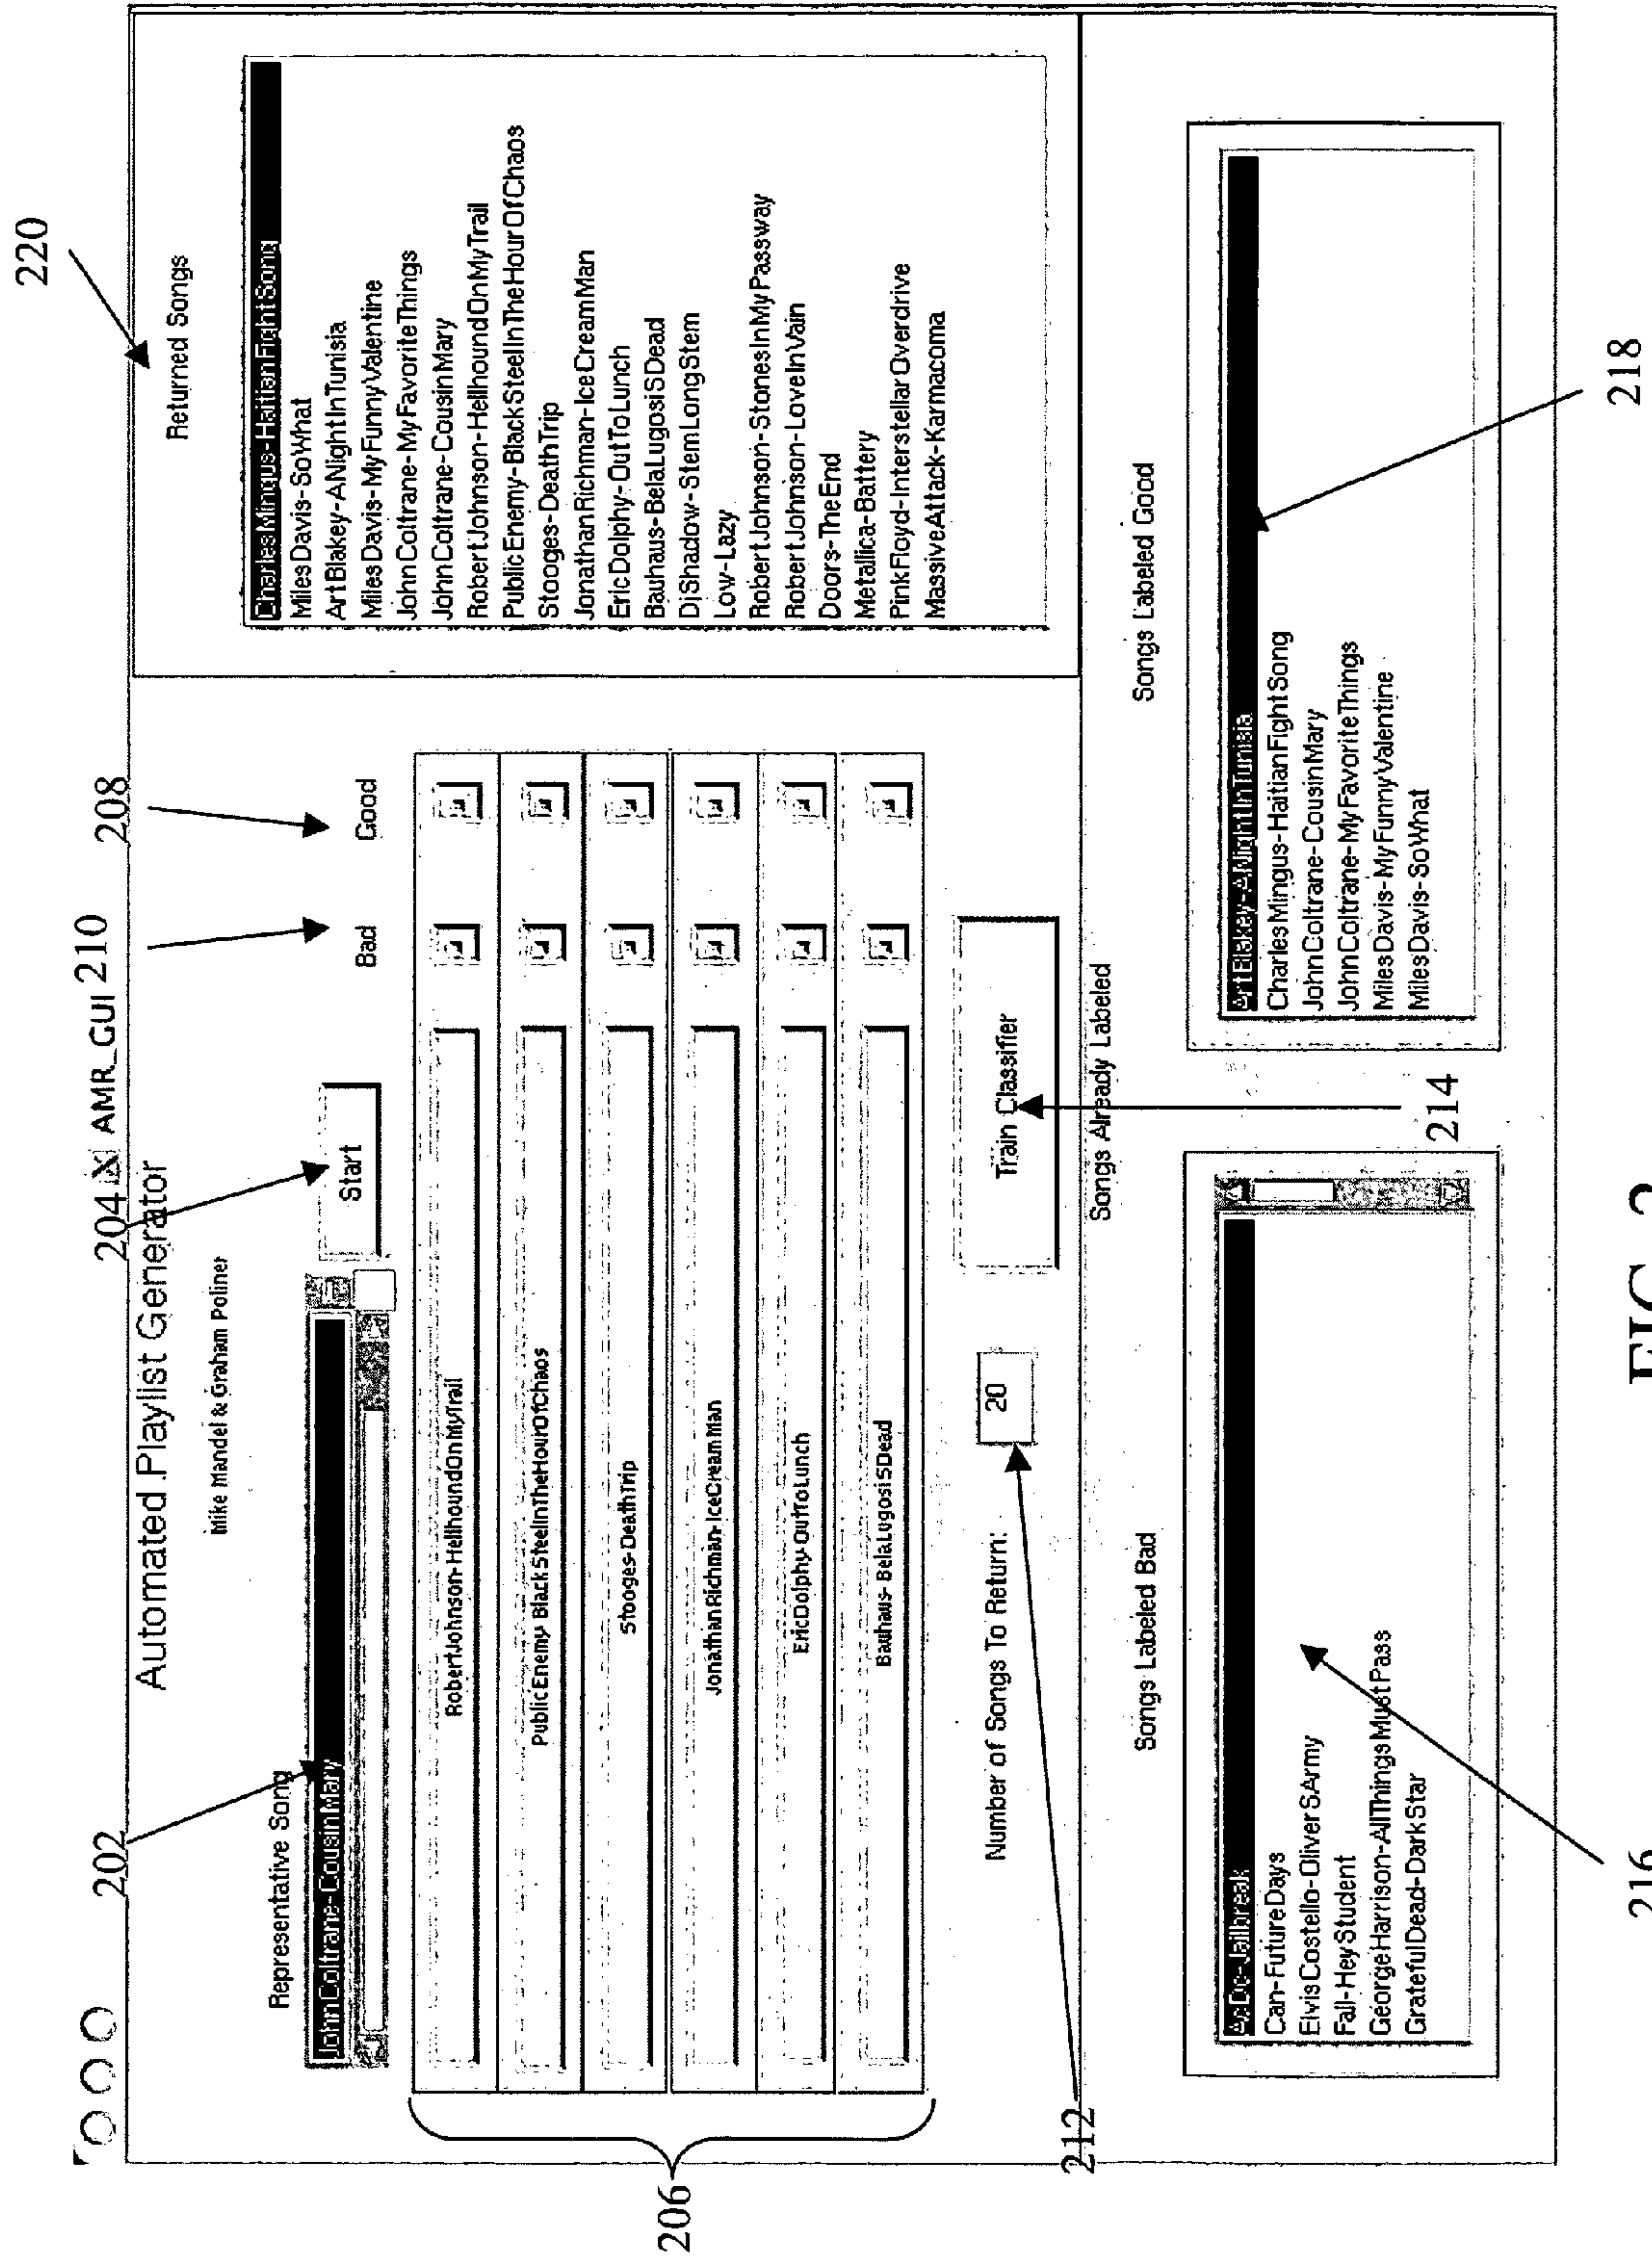 204 X AMR_GUI 210 208 220
202
Automated Playlist Generator
Mike Mandel & Graham Poliner
Representative Song
JohnColtrane-CousinMary
Start
Bad
Good
206
RobertJohnson-HellhoundOnMyTrail
PublicEnemy-BlackSteelInTheHourOfChaos
Stooges-DeathTrip
JonathanRichman-IceCreamMan
EricDolphy-OutToLunch
Bauhaus-BelaLugosiSDead
Number of Songs To Return:
20
Train Classifier
212
214
Returned Songs
CharlesMingus-HaitianFightSong
MilesDavis-SoWhat
ArtBlakey-ANightInTunisia
MilesDavis-MyFunnyValentine
JohnColtrane-MyFavoriteThings
JohnColtrane-CousinMary
RobertJohnson-HellhoundOnMyTrail
PublicEnemy-BlackSteelInTheHourOfChaos
Stooges-DeathTrip
JonathanRichman-IceCreamMan
EricDolphy-OutToLunch
Bauhaus-BelaLugosiSDead
DjShadow-StemLongStem
Low-Lazy
RobertJohnson-StonesInMyPassway
RobertJohnson-LoveInVain
Doors-TheEnd
Metallica-Battery
PinkFloyd-InterstellarOverdrive
MassiveAttack-Karmacoma
Songs Already Labeled
Songs Labeled Bad
AcDc-Jailbreak
Can-FutureDays
ElvisCostello-OliverSArmy
Fall-HeyStudent
GeorgeHarrison-AllThingsMustPass
GratefulDead-DarkStar
Songs Labeled Good
ArtBlakey-ANightInTunisia
CharlesMingus-HaitianFightSong
JohnColtrane-CousinMary
JohnColtrane-MyFavoriteThings
MilesDavis-MyFunnyValentine
MilesDavis-SoWhat
216
218
FIG. 2